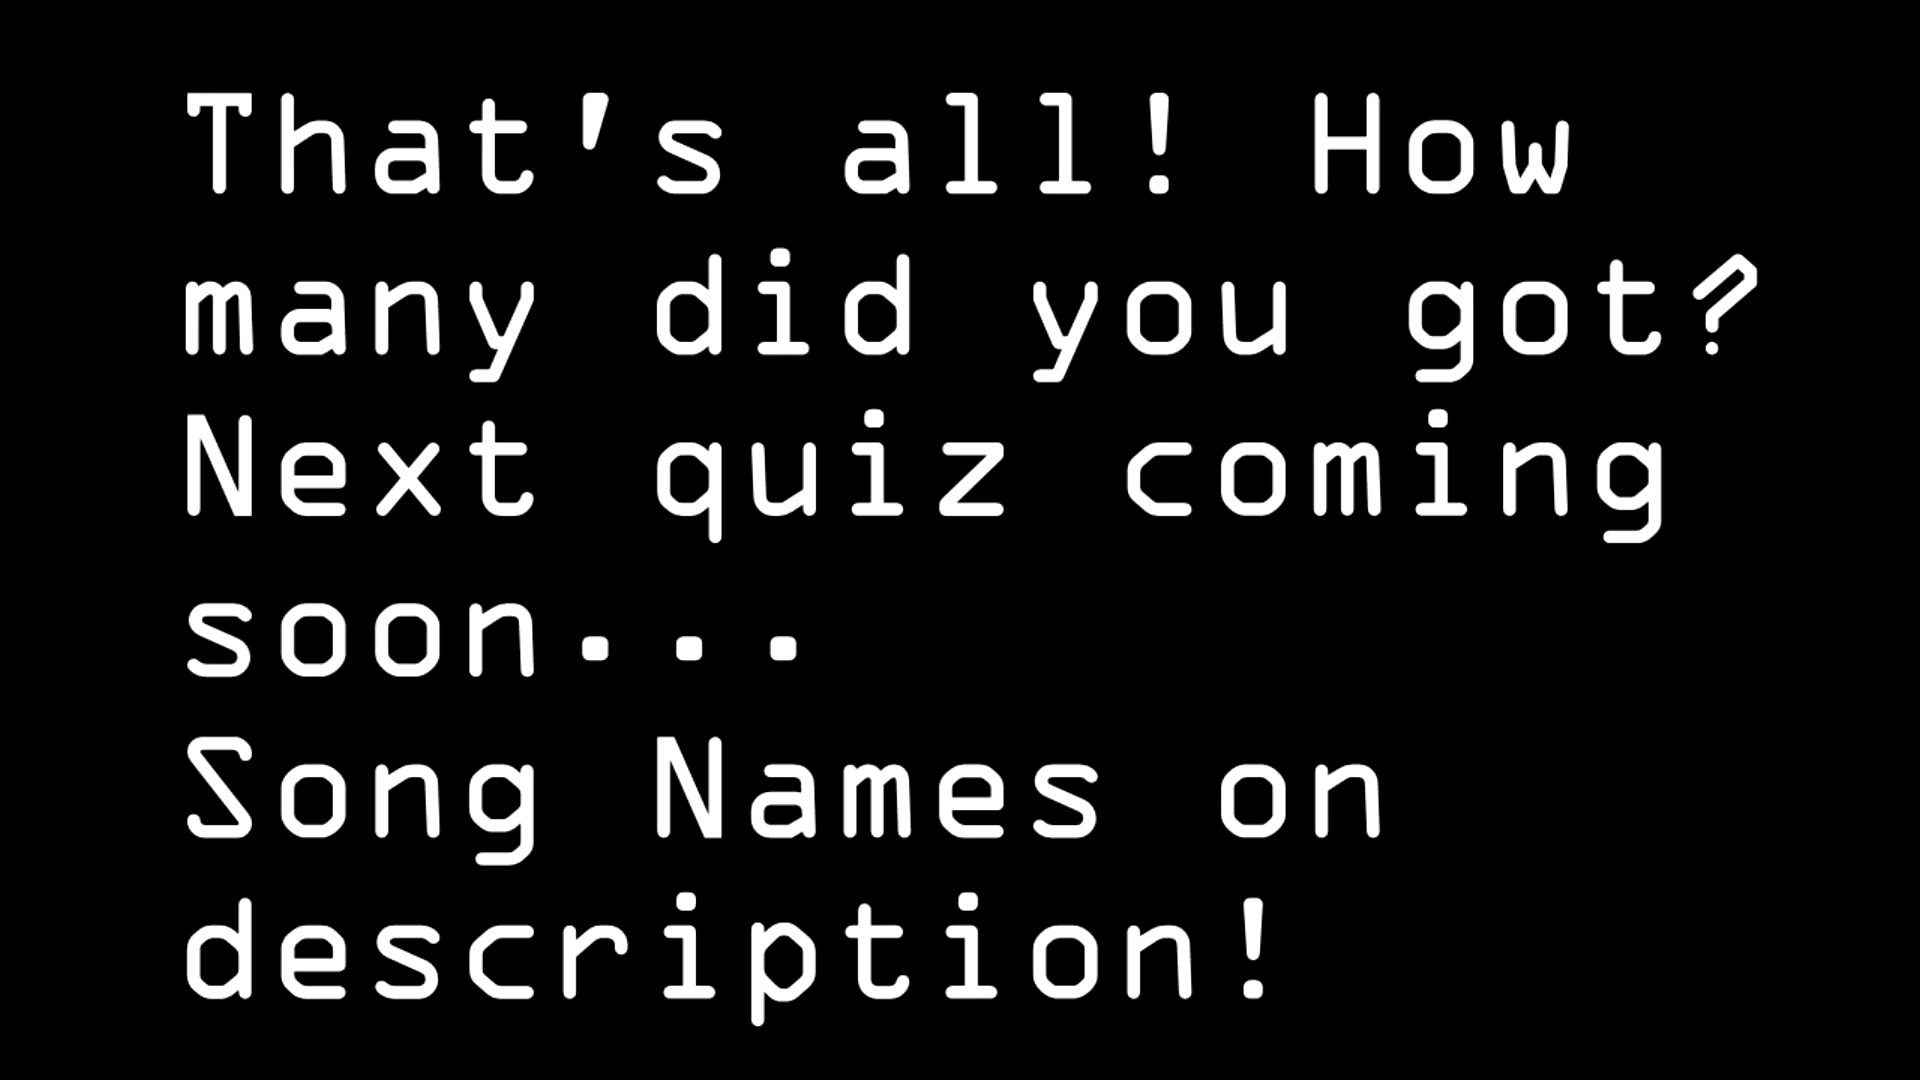 That's all! How
many did you got?
Next quiz coming
soon...
Song Names on
description!